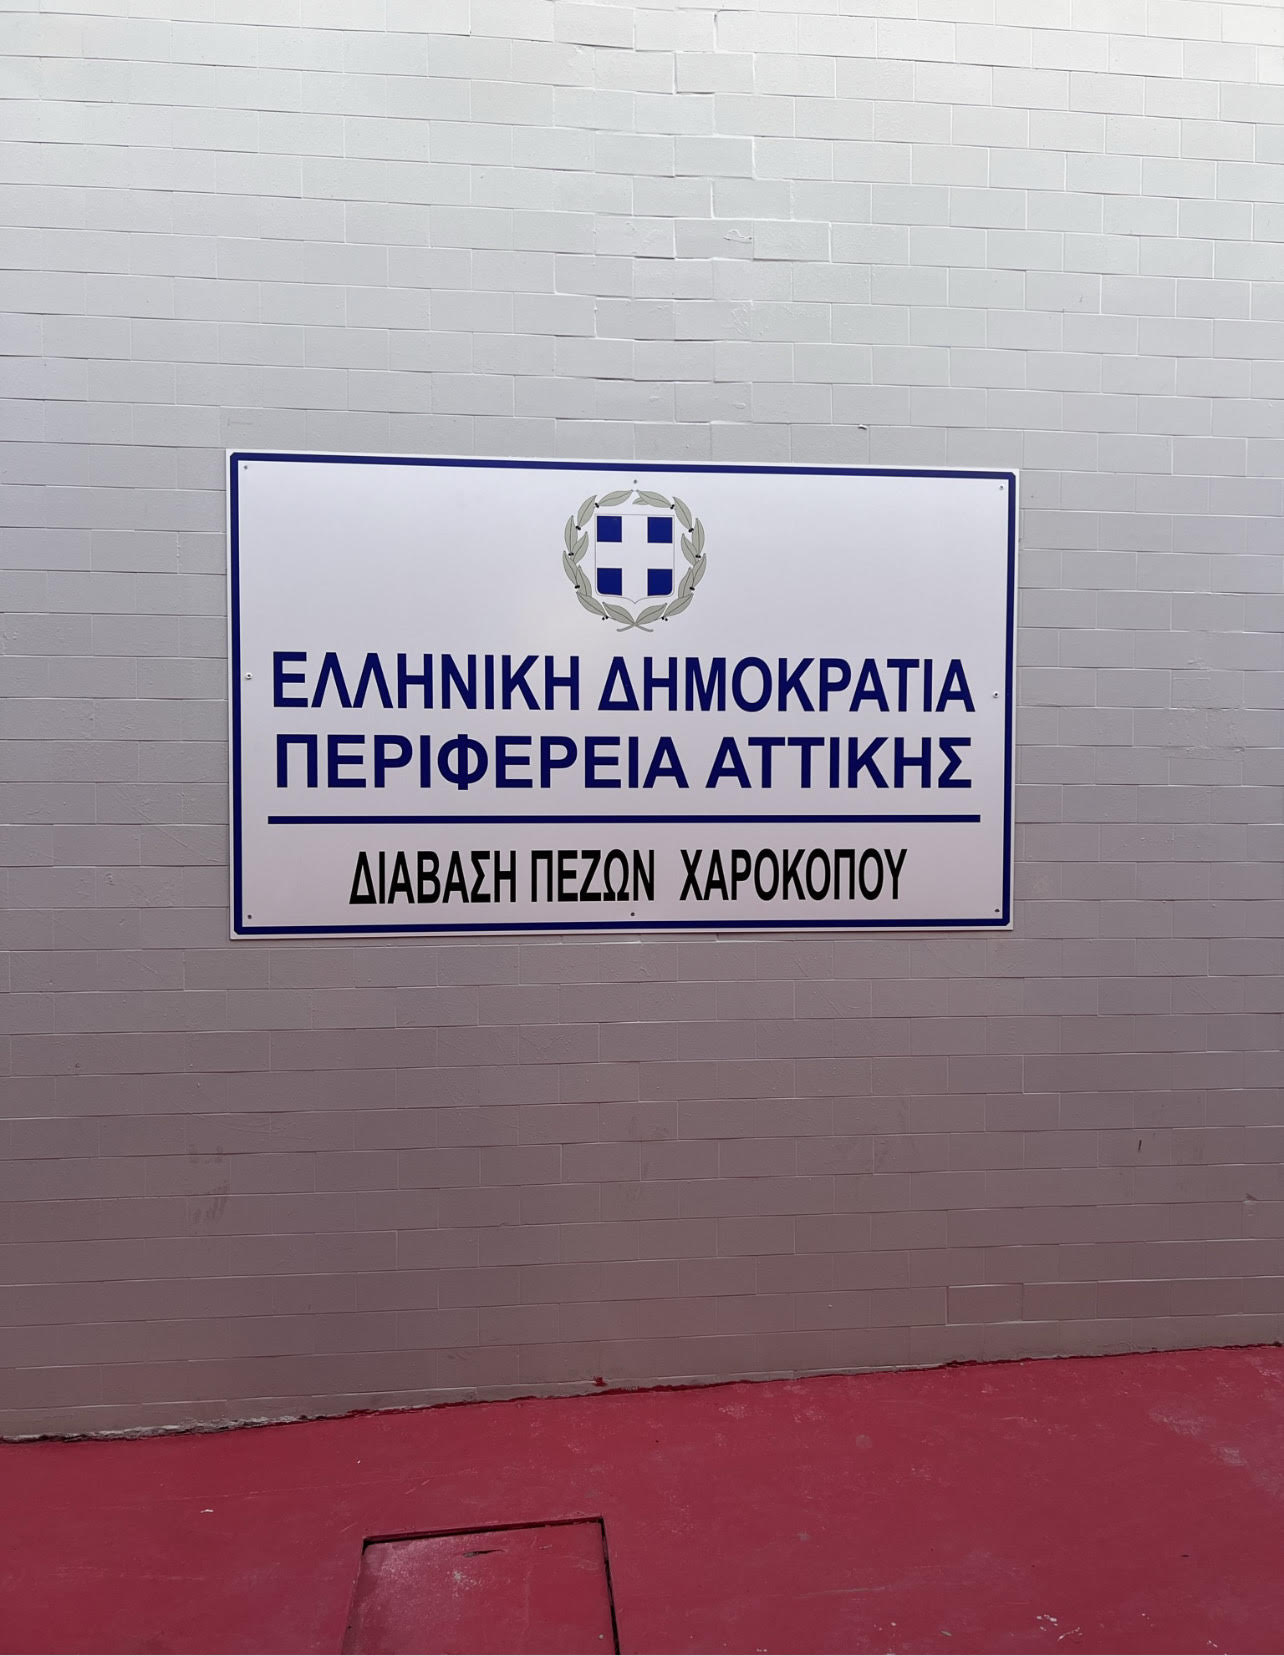 ΕΛΛΗΝΙΚΗ ΔΗΜΟΚΡΑΤΙΑ
ΠΕΡΙΦΕΡΕΙΑ ΑΤΤΙΚΗΣ
ΔΙΑΒΑΣΗ ΠΕΖΩΝ ΧΑΡΟΚΟΠΟΥ